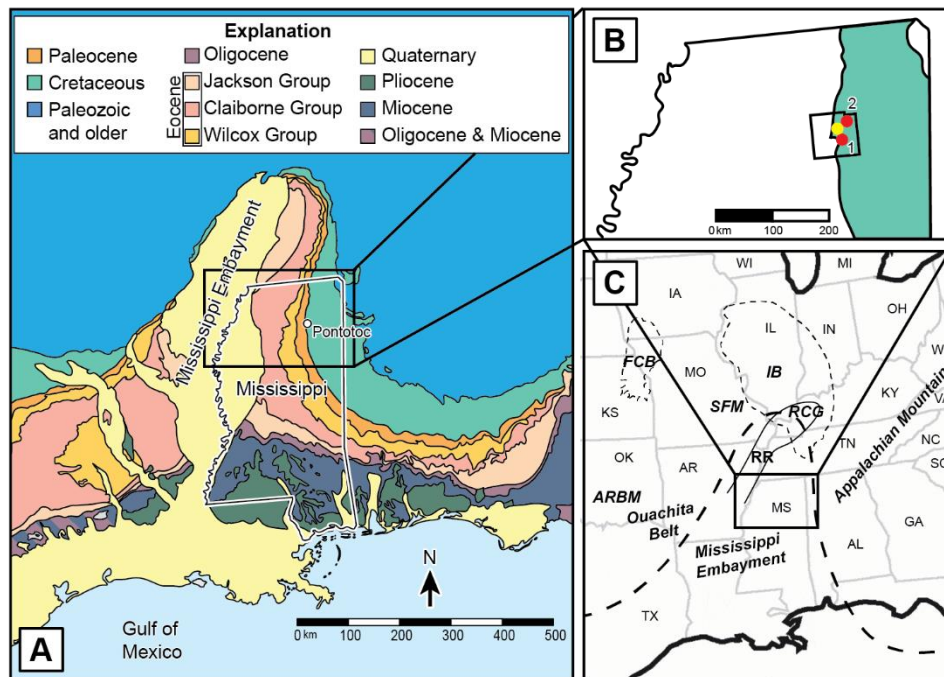 Explanation
Paleocene
Cretaceous
Paleozoic
and older
Eocene
Oligocene
Jackson Group
Claiborne Group
Wilcox Group
Quaternary
Pliocene
Miocene
Oligocene & Miocene
Mississippi Embayment
Pontotoc
Mississippi
N
0 km 100 200 300 400 500
Gulf of
Mexico
A
B
2
1
0 km 100 200
C
WI
MI
IA
IL
IN
OH
FCB
MO
IB
W
KS
SFM
RCG
KY
VA
OK
AR
RR
TN
NC
SC
Appalachian Mountain
ARBM
Ouachita
Belt
MS
GA
Mississippi
Embayment
AL
TX